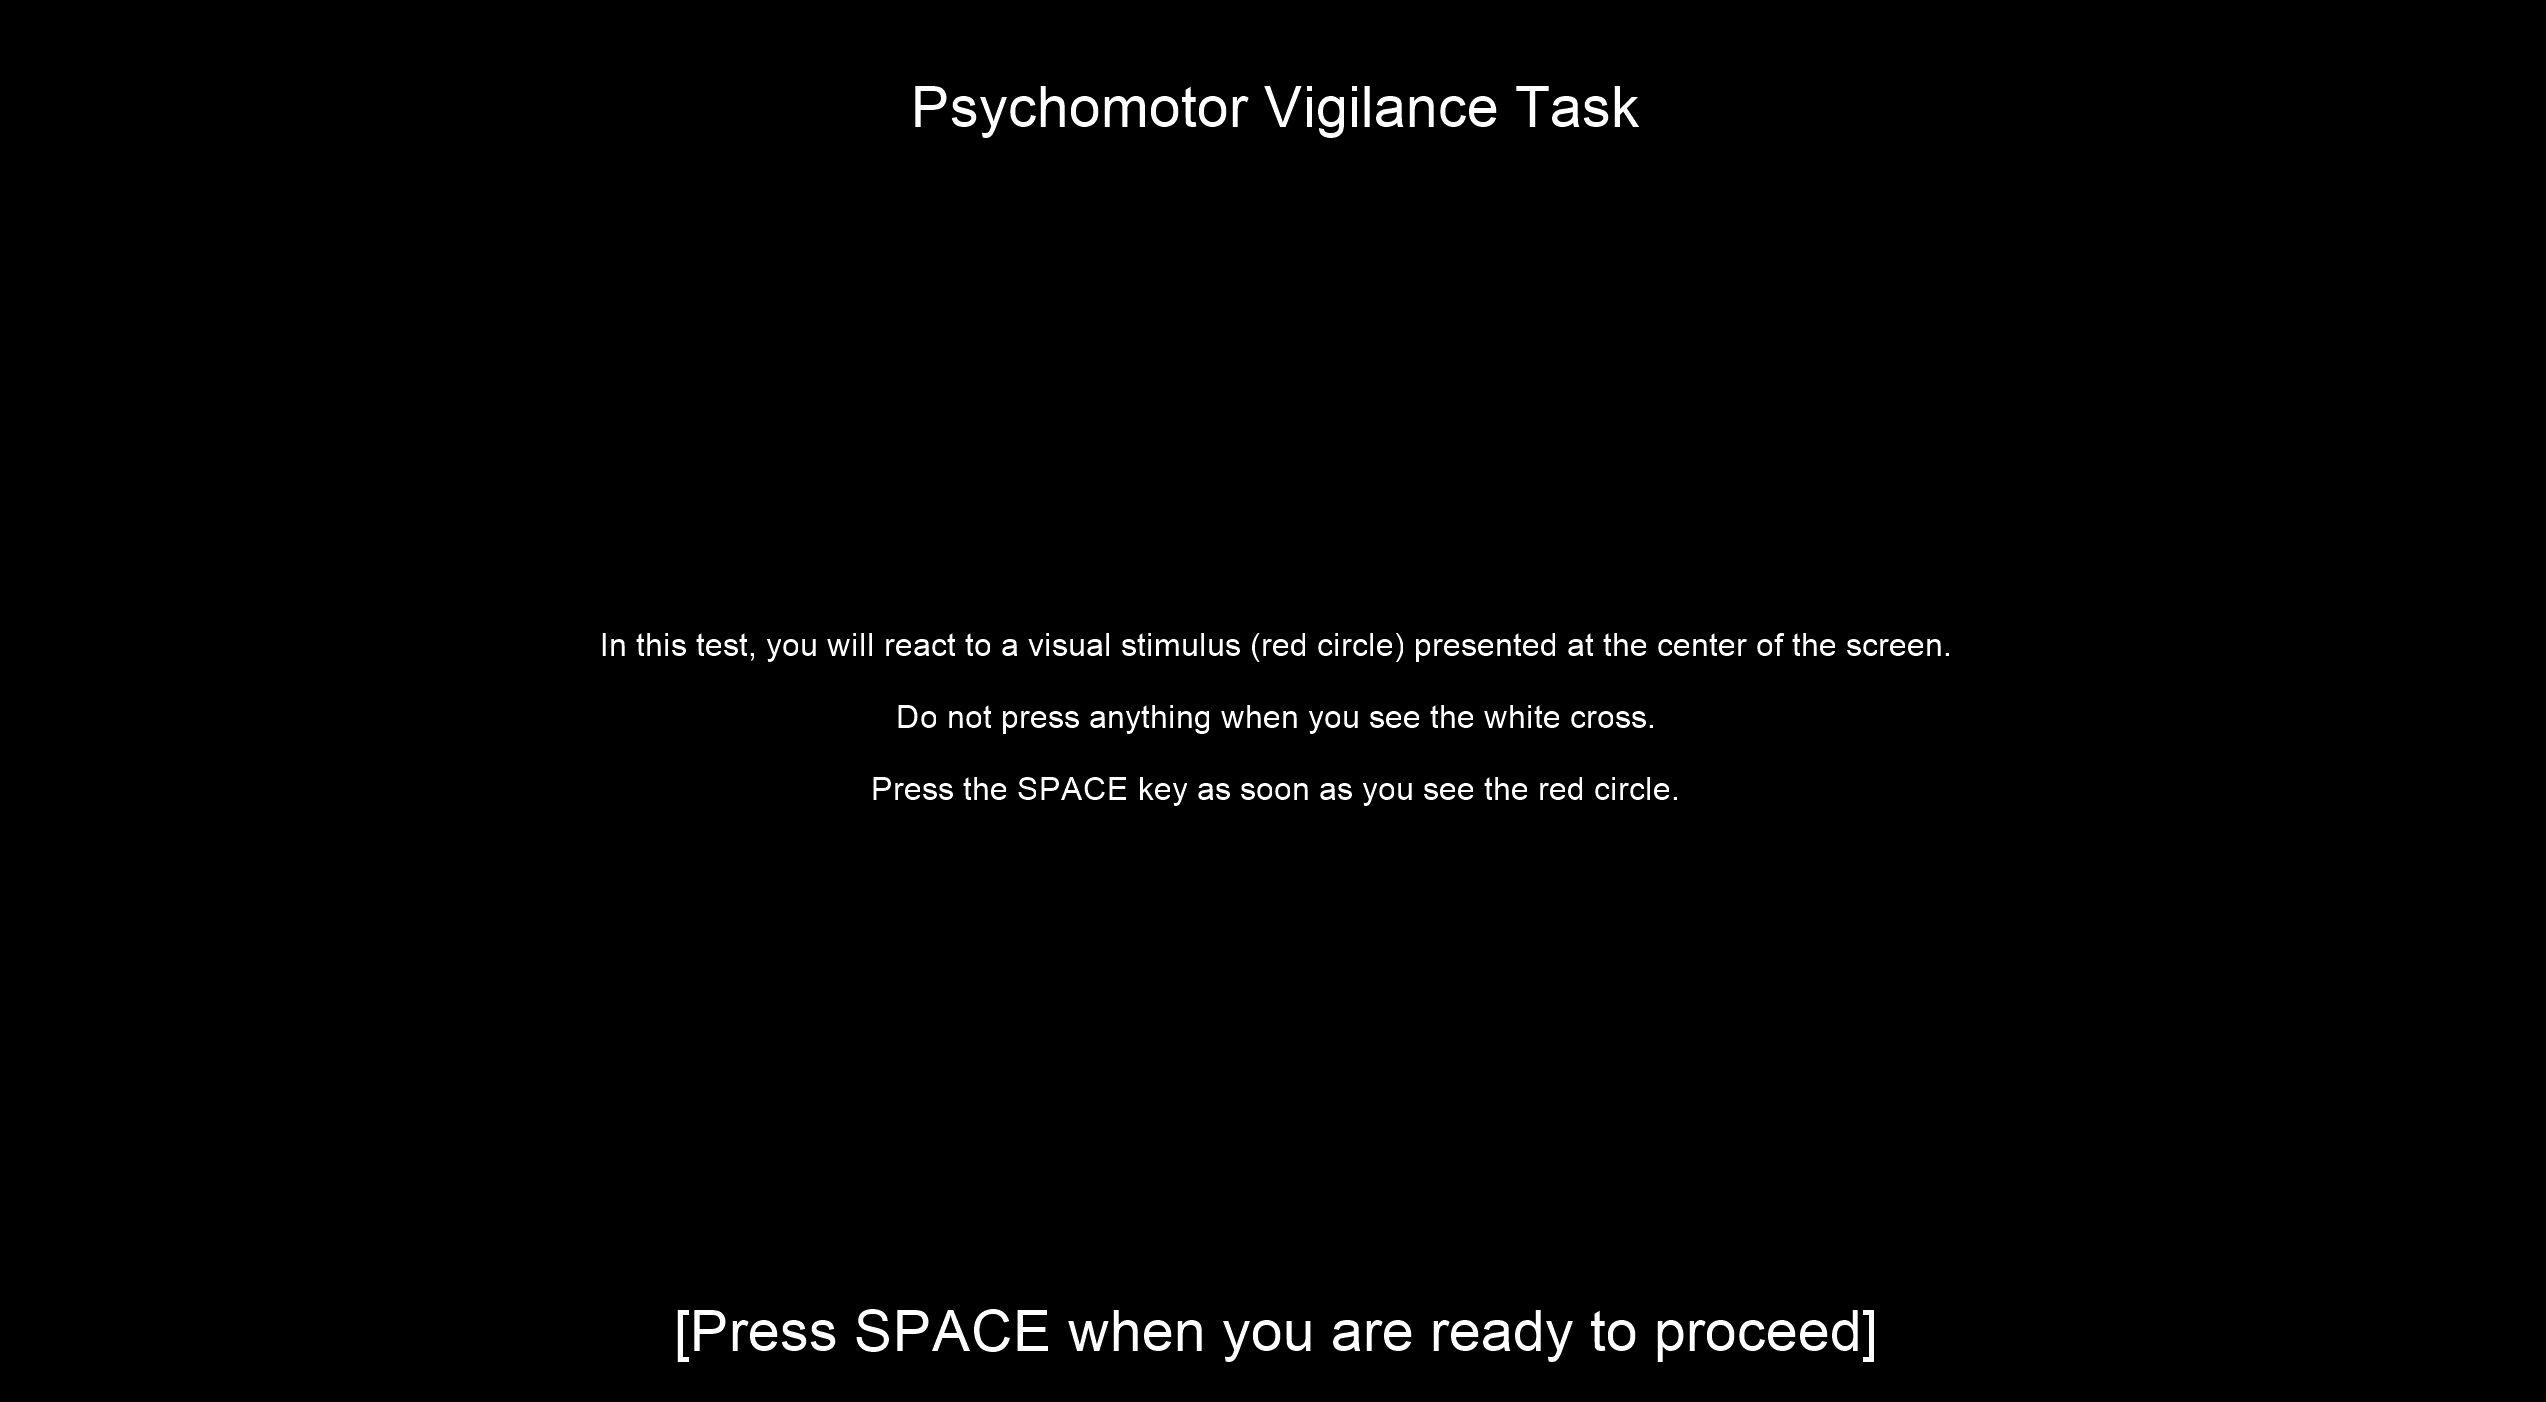 Psychomotor Vigilance Task
In this test, you will react to a visual stimulus (red circle) presented at the center of the screen.
Do not press anything when you see the white cross.
Press the SPACE key as soon as you see the red circle.
[Press SPACE when you are ready to proceed]